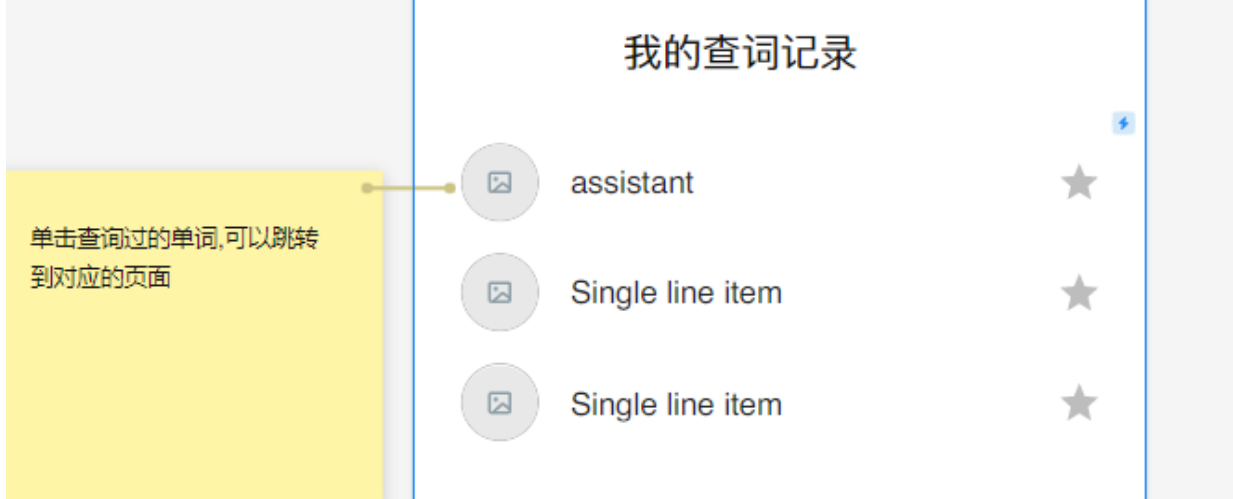 我的查词记录
单击查询过的单词,可以跳转
到对应的页面
assistant
Single line item
Single line item